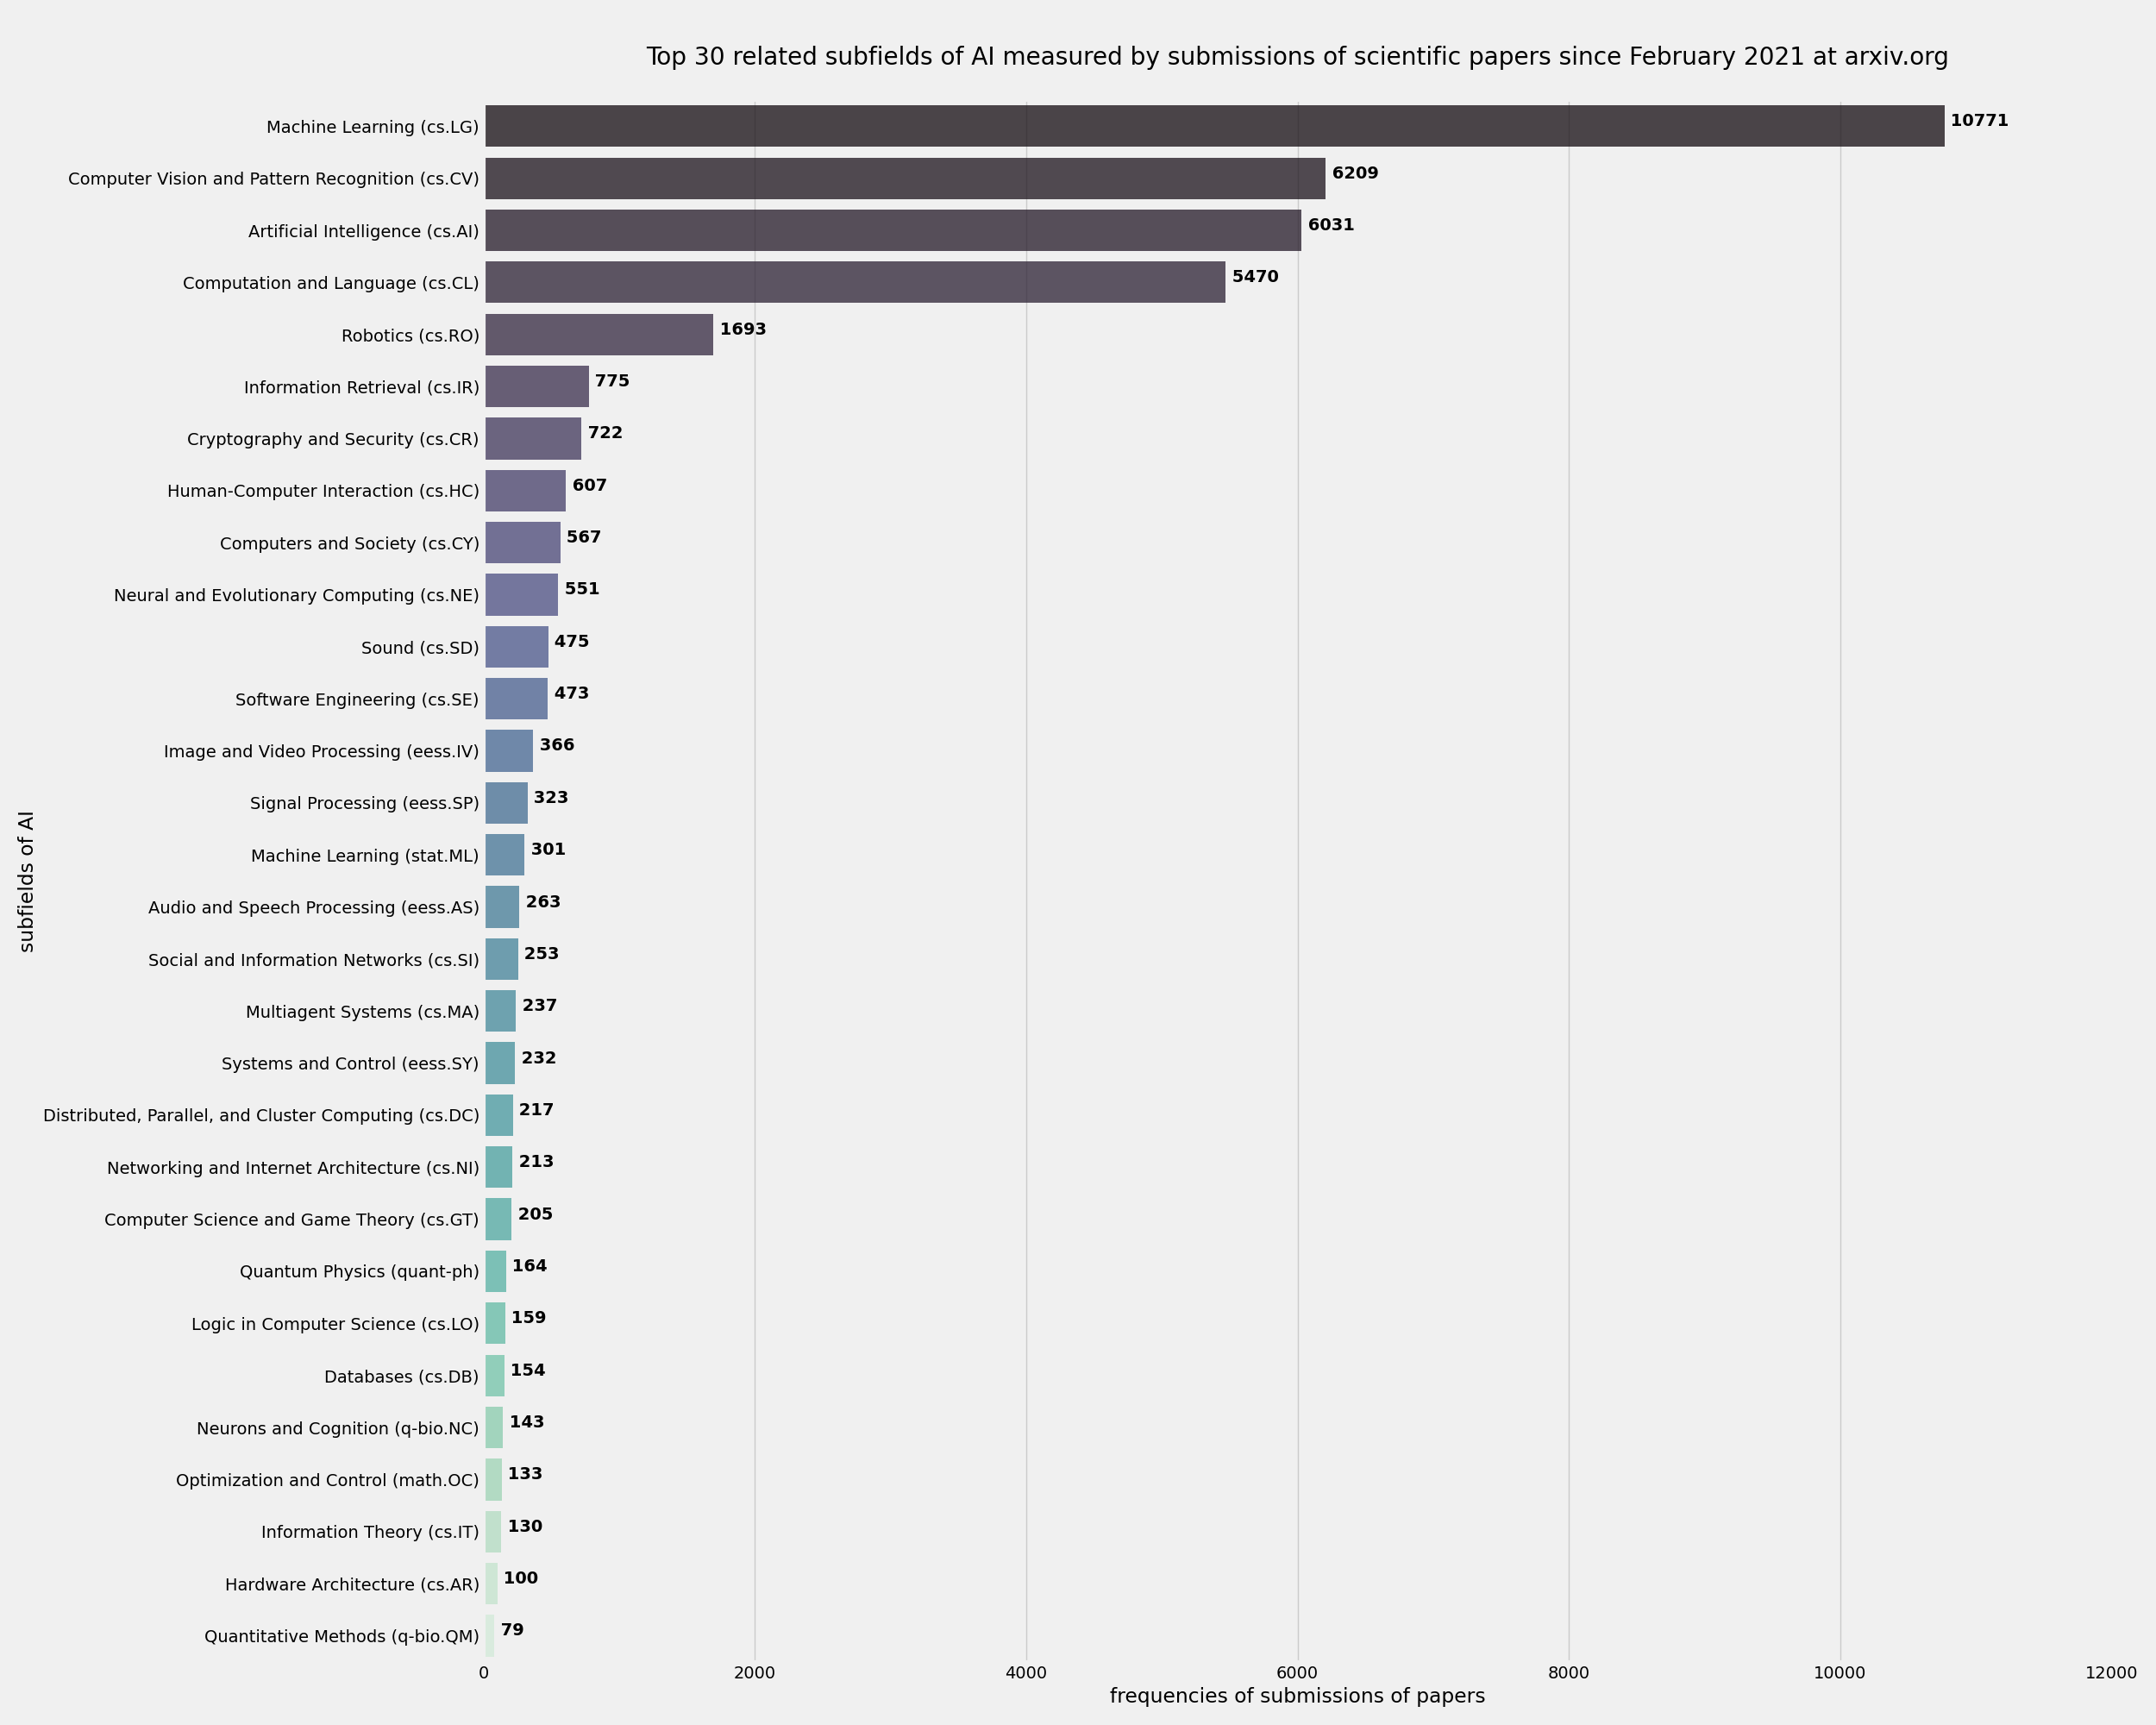 Top 30 related subfields of AI measured by submissions of scientific papers since February 2021 at arxiv.org
Machine Learning (cs.LG) 10771
Computer Vision and Pattern Recognition (cs.CV) 6209
Artificial Intelligence (cs.AI) 6031
Computation and Language (cs.CL) 5470
Robotics (cs.RO) 1693
Information Retrieval (cs.IR) 775
Cryptography and Security (cs.CR) 722
Human-Computer Interaction (cs.HC) 607
Computers and Society (cs.CY) 567
Neural and Evolutionary Computing (cs.NE) 551
Sound (cs.SD) 475
Software Engineering (cs.SE) 473
Image and Video Processing (eess.IV) 366
Signal Processing (eess.SP) 323
Machine Learning (stat.ML) 301
Audio and Speech Processing (eess.AS) 263
Social and Information Networks (cs.SI) 253
Multiagent Systems (cs.MA) 237
Systems and Control (eess.SY) 232
Distributed, Parallel, and Cluster Computing (cs.DC) 217
Networking and Internet Architecture (cs.NI) 213
Computer Science and Game Theory (cs.GT) 205
Quantum Physics (quant-ph) 164
Logic in Computer Science (cs.LO) 159
Databases (cs.DB) 154
Neurons and Cognition (q-bio.NC) 143
Optimization and Control (math.OC) 133
Information Theory (cs.IT) 130
Hardware Architecture (cs.AR) 100
Quantitative Methods (q-bio.QM) 79
subfields of AI
0 2000 4000 6000 8000 10000 12000
frequencies of submissions of papers